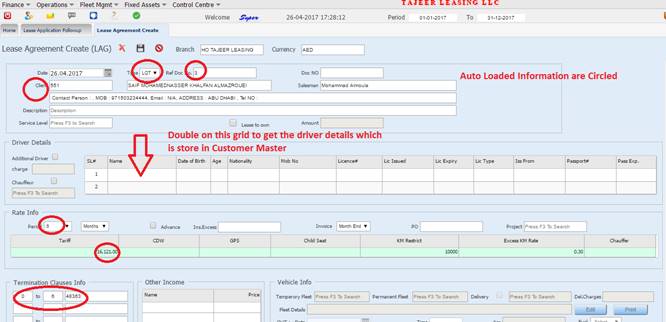 TAJEER LEASING LLC
Finance Operations Fleet Mgmt Fixed Assets Control Centre
Welcome Super 26-04-2017 17:28:12 Period 01-01-2017 To 31-12-2017
Home Lease Application Followup Lease Agreement Create
Lease Agreement Create (LAG) Branch HO TAJEER LEASING Currency AED
Date 26.04.2017 Type LGT Ref Doc No. 3 Doc NO
Auto Loaded Information are Circled
Client 551 SAIF MOHAMEDNASSER KHALFAN ALMAZROUEI Salesman Mohammad Armoula
Contact Person : , MOB : 971503224444, Email : N/A, ADDRESS : ABU DHABI , Tel NO :
Description Description
Service Level Press F3 to Search Lease to own Amount
Double on this grid to get the driver details which
is store in Customer Master
Driver Details
Additional Driver
charge
Chauffeur
Press F3 To Search
SL# Name Date of Birth Age Nationality Mob No Licence# Lic Issued Lic Expiry Lic Type Iss From Passport# Pass Exp.
1
2
Rate Info
Period 5 Months Advance Ins.Excess Invoice Month End PO Project Press F3 To Search
Tariff CDW GPS Child Seat KM Restrict Excess KM Rate Chauffer
16,121.00 10000 0.30
Termination Clauses Info
0 to 6 48363
Other Income
Name Price
Vehicle Info
Temporary Fleet Press F3 To Search Permanent Fleet Press F3 To Search Delivery Press F3 To Search Del.Charges
Fleet Details Edit Print